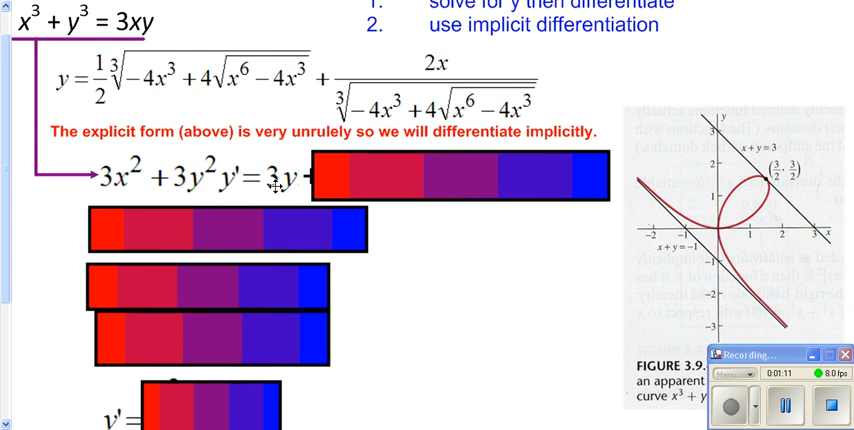 1. solve for y then differentiate
x³ + y³ = 3xy
2. use implicit differentiation
y = 1/2 ∛(-4x³ + 4√(x⁶ - 4x³)) + 2x/∛(-4x³ + 4√(x⁶ - 4x³))
The explicit form (above) is very unrulely so we will differentiate implicitly.
3x² + 3y²y' = 3y +
y' =
y
3
x + y = 3
2
(3/2, 3/2)
1
-2 -1 1 2 3 x
x + y = -1
-1
-2
-3
FIGURE 3.9.
an apparent
curve x³ + y
Recording...
Menu
0:01:11
8.0 fps